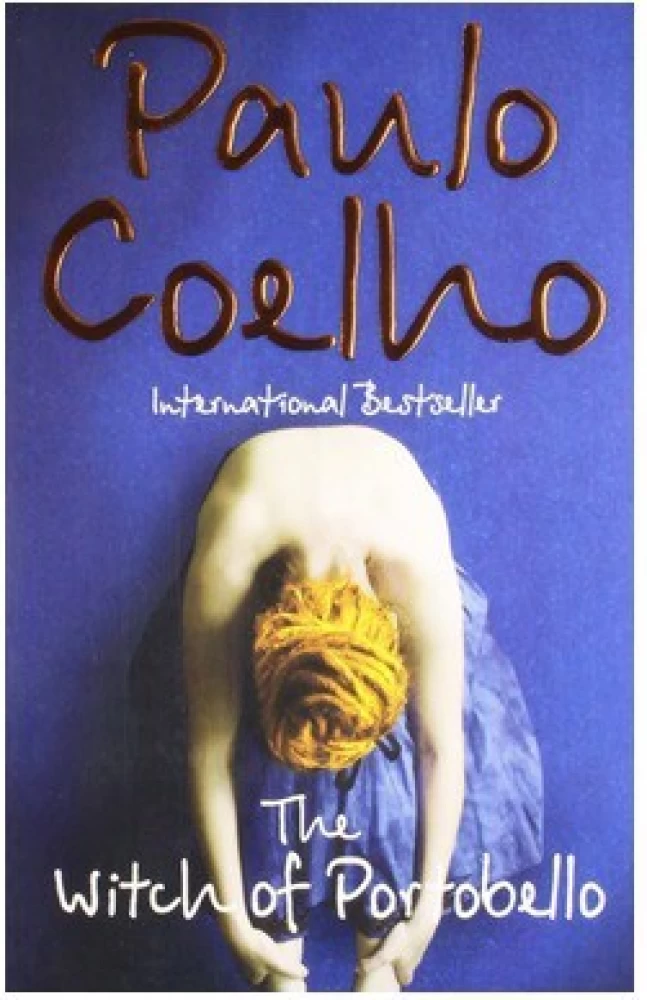 Paulo
Coelho
International Bestseller
The
Witch of Portobello